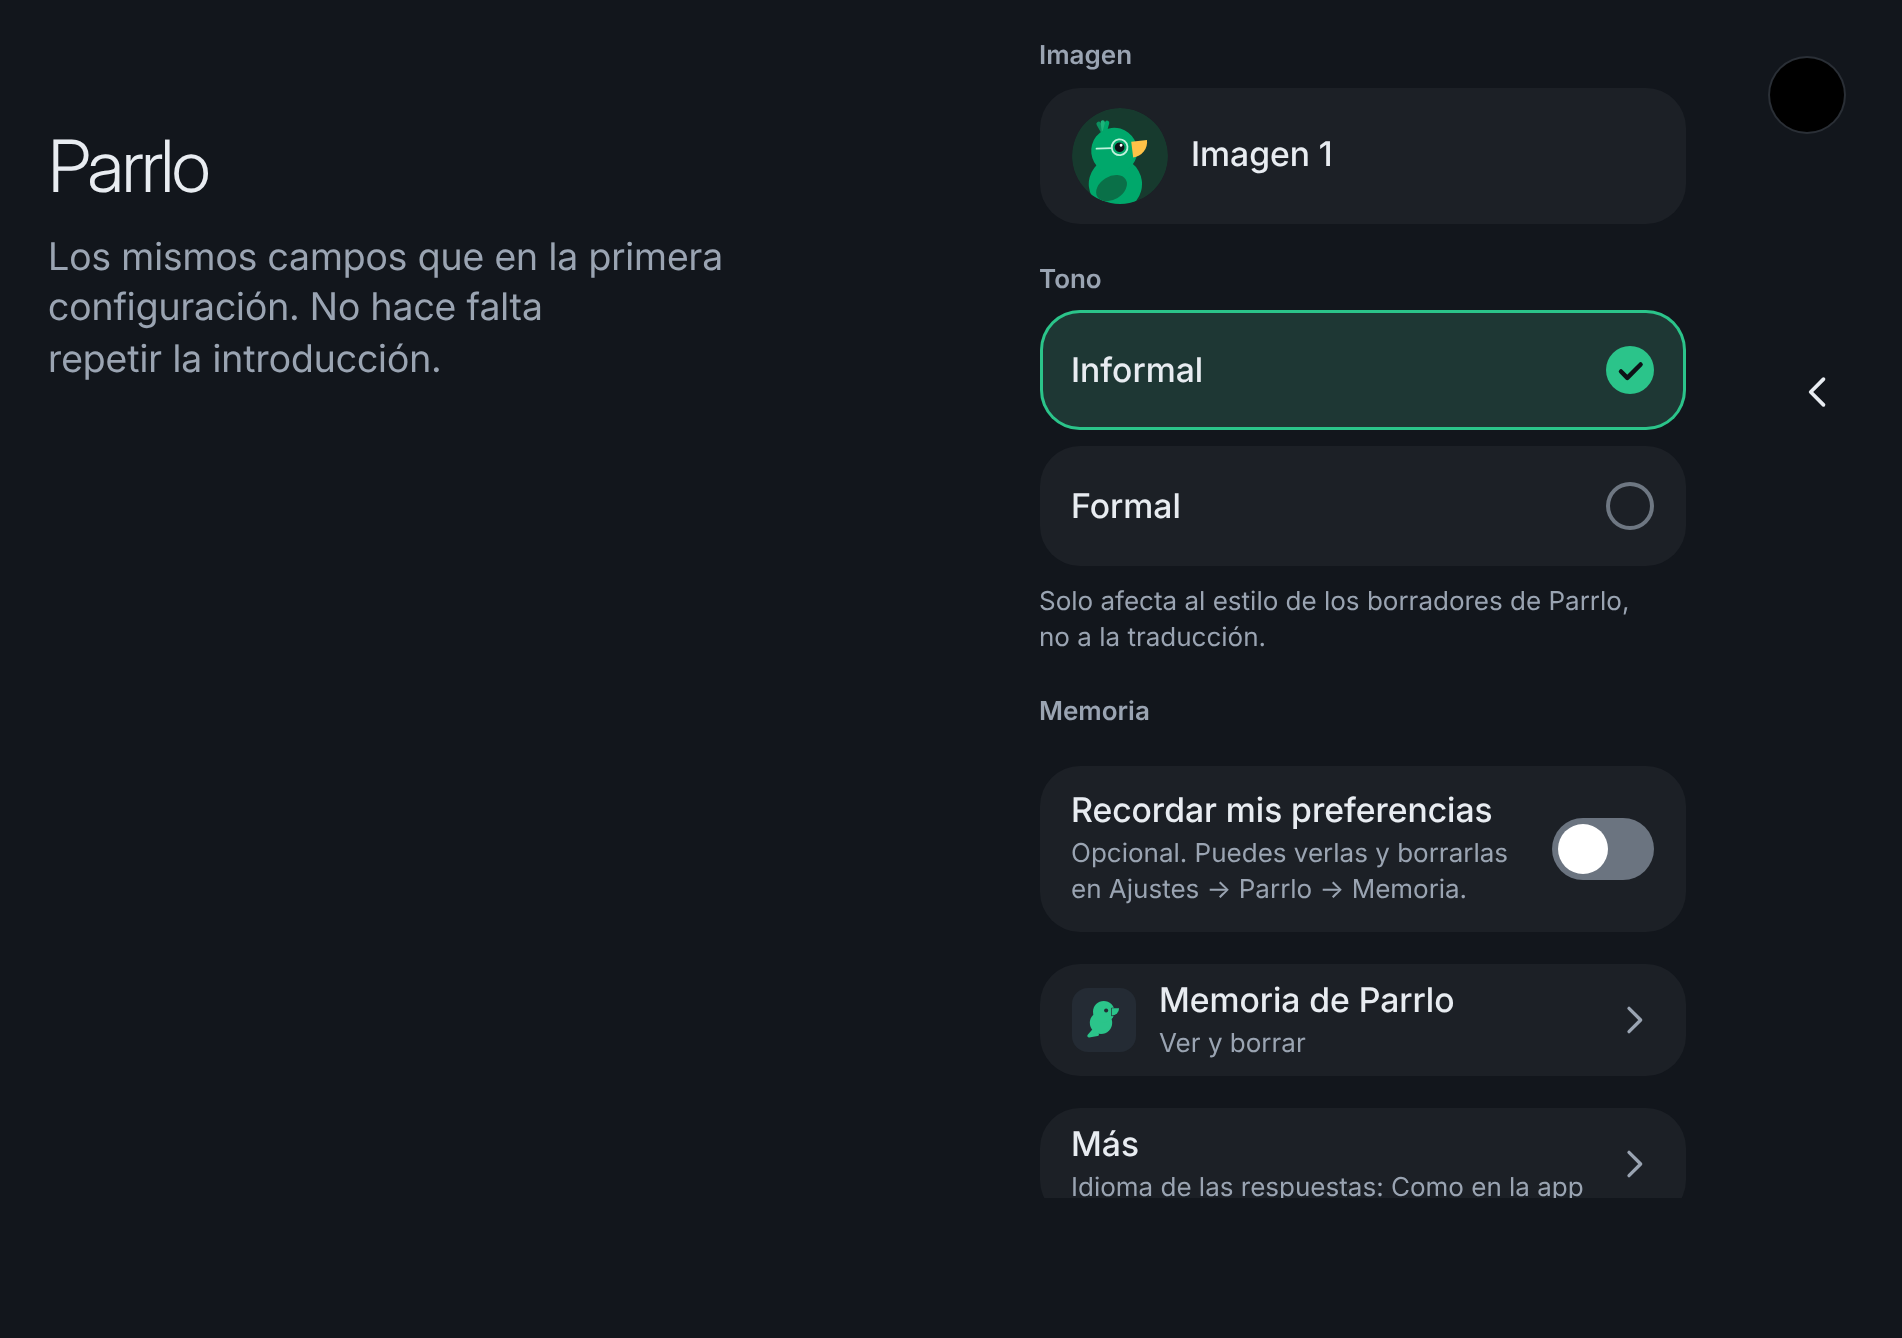 Parrlo
Los mismos campos que en la primera
configuración. No hace falta
repetir la introducción.
Imagen
Imagen 1
Tono
Informal
Formal
Solo afecta al estilo de los borradores de Parrlo,
no a la traducción.
Memoria
Recordar mis preferencias
Opcional. Puedes verlas y borrarlas
en Ajustes → Parrlo → Memoria.
Memoria de Parrlo
Ver y borrar
Más
Idioma de las respuestas: Como en la app